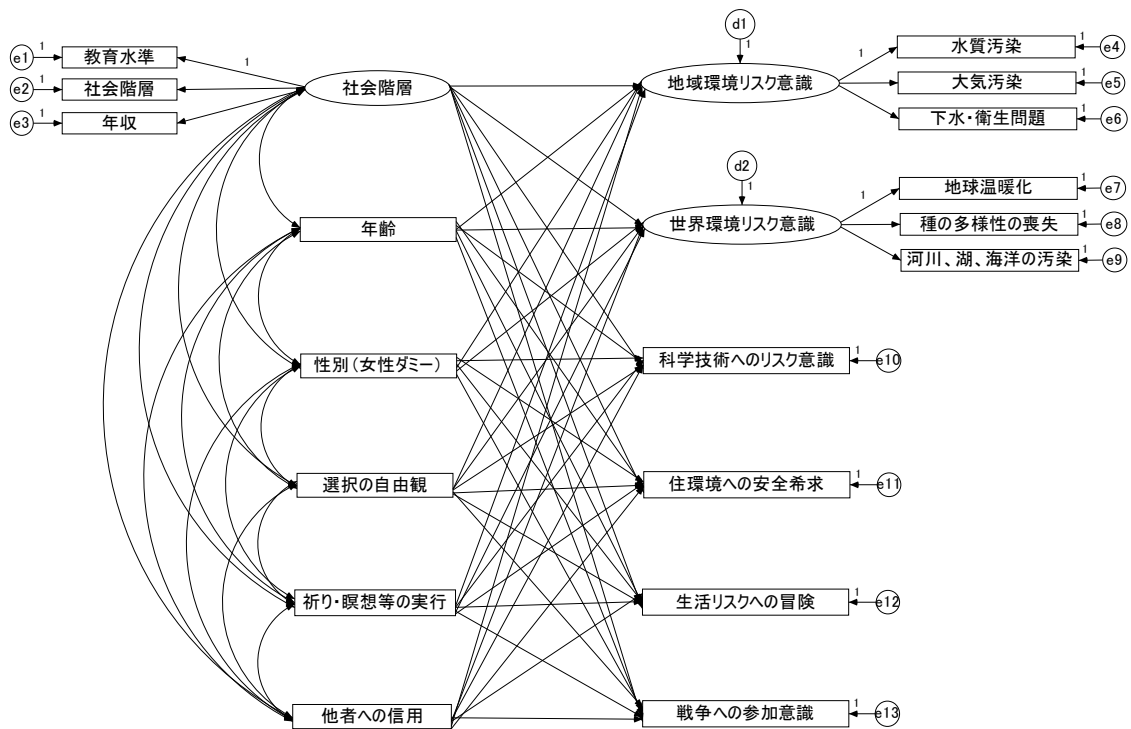 d1
1
e1 1 教育水準
1
e2 1 社会階層
e3 1 年収
社会階層
地域環境リスク意識
1
水質汚染 1 e4
大気汚染 1 e5
下水・衛生問題 1 e6
d2
1
年齢
世界環境リスク意識
1
地球温暖化 1 e7
種の多様性の喪失 1 e8
河川、湖、海洋の汚染 1 e9
性別(女性ダミー)
科学技術へのリスク意識 1 e10
選択の自由観
住環境への安全希求 1 e11
祈り・瞑想等の実行
生活リスクへの冒険 1 e12
他者への信用
戦争への参加意識 1 e13